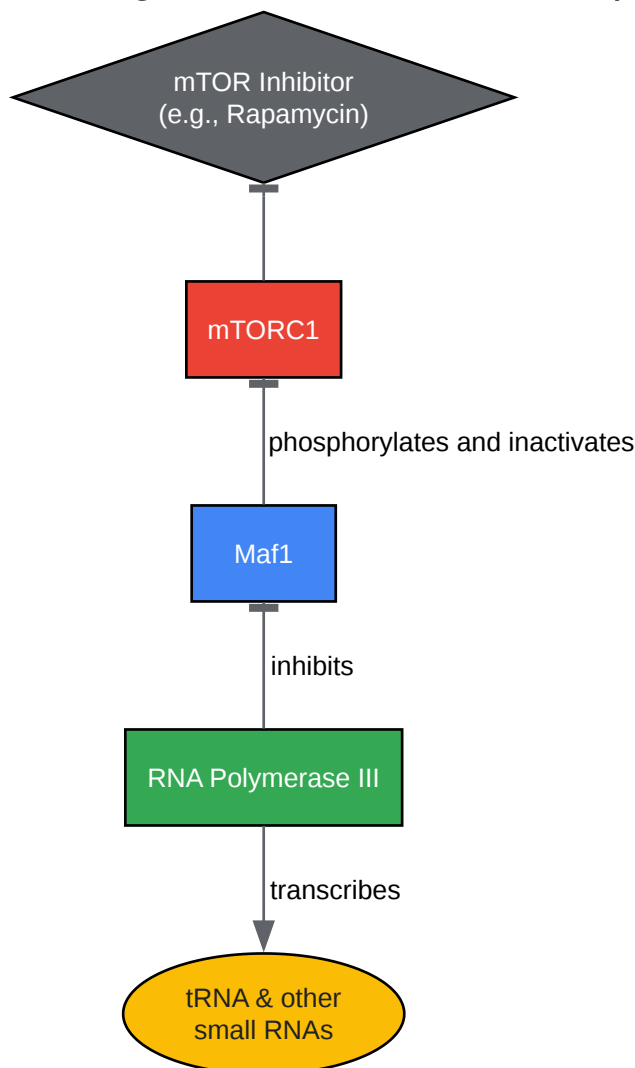 mTOR Inhibitor
(e.g., Rapamycin)
mTORC1
phosphorylates and inactivates
Maf1
inhibits
RNA Polymerase III
transcribes
tRNA & other
small RNAs